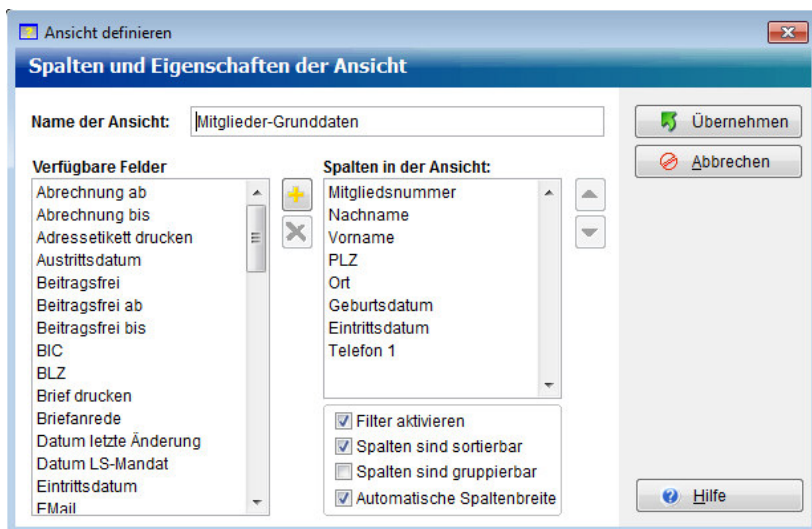 Ansicht definieren
Spalten und Eigenschaften der Ansicht
Name der Ansicht:
Mitglieder-Grunddaten
Übernehmen
Abbrechen
Verfügbare Felder
Abrechnung ab
Abrechnung bis
Adressetikett drucken
Austrittsdatum
Beitragsfrei
Beitragsfrei ab
Beitragsfrei bis
BIC
BLZ
Brief drucken
Briefanrede
Datum letzte Änderung
Datum LS-Mandat
Eintrittsdatum
EMail
Spalten in der Ansicht:
Mitgliedsnummer
Nachname
Vorname
PLZ
Ort
Geburtsdatum
Eintrittsdatum
Telefon 1
Filter aktivieren
Spalten sind sortierbar
Spalten sind gruppierbar
Automatische Spaltenbreite
Hilfe